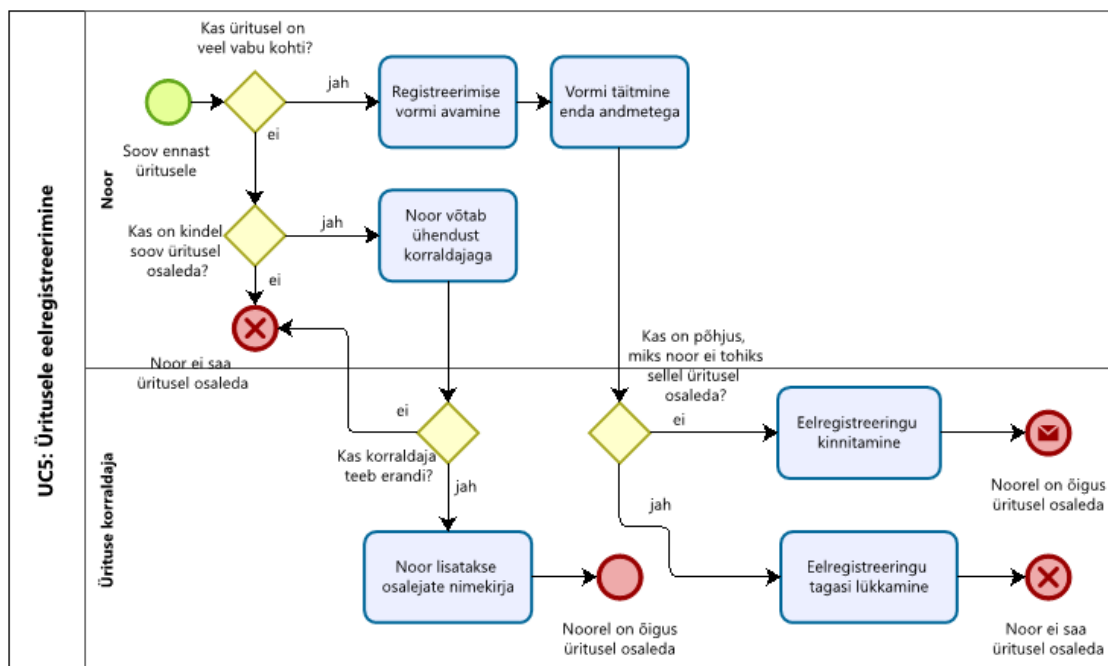 UC5: Üritusele eelregistreerimine
Noor
Kas üritusel on
veel vabu kohti?
jah
Registreerimise
vormi avamine
Vormi täitmine
enda andmetega
ei
Soov ennast
üritusele
Kas on kindel
soov üritusel
osaleda?
jah
Noor võtab
ühendust
korraldajaga
ei
Noor ei saa
üritusel osaleda
Kas on põhjus,
miks noor ei tohiks
sellel üritusel
osaleda?
Ürituse korraldaja
ei
Kas korraldaja
teeb erandi?
jah
ei
Eelregistreeringu
kinnitamine
Noorel on õigus
üritusel osaleda
jah
Noor lisatakse
osalejate nimekirja
Noorel on õigus
üritusel osaleda
Eelregistreeringu
tagasi lükkamine
Noor ei saa
üritusel osaleda